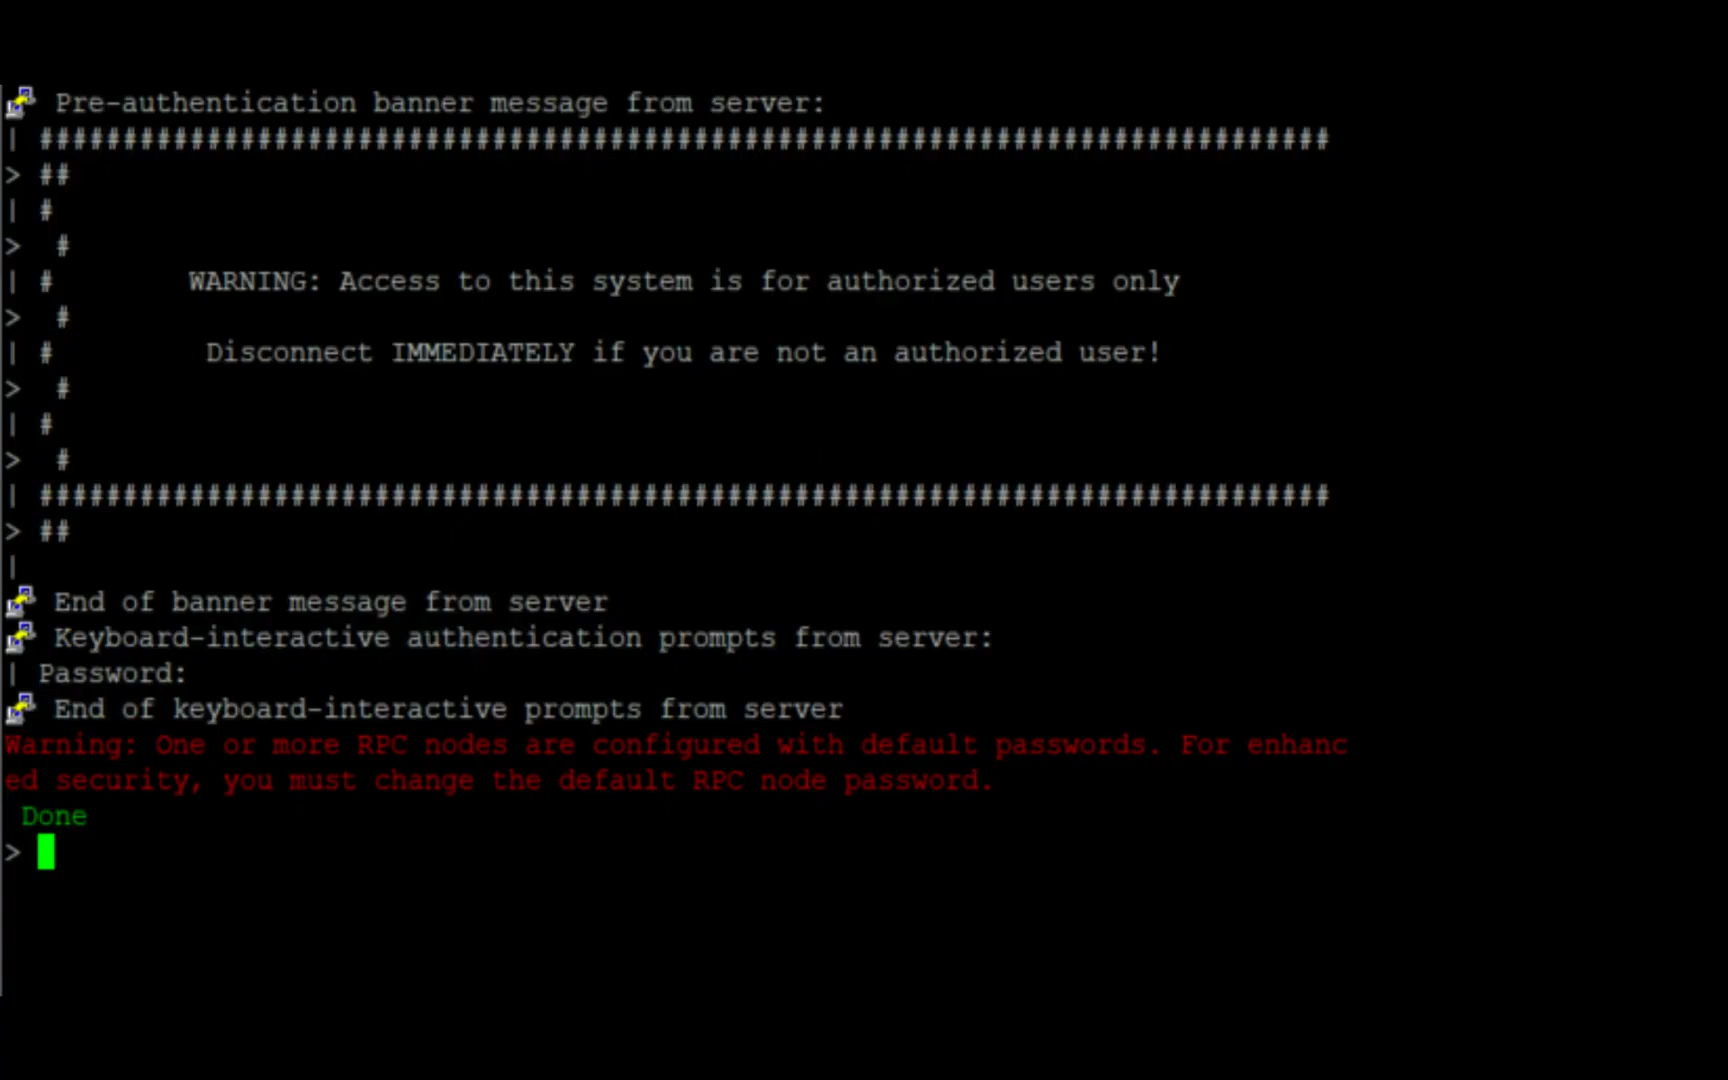 Pre-authentication banner message from server:
| #############################################################################
> ##
| #
>  #
| #        WARNING: Access to this system is for authorized users only
>  #
| #         Disconnect IMMEDIATELY if you are not an authorized user!
>  #
| #
>  #
| #############################################################################
> ##
|
End of banner message from server
Keyboard-interactive authentication prompts from server:
| Password:
End of keyboard-interactive prompts from server
Warning: One or more RPC nodes are configured with default passwords. For enhanc
ed security, you must change the default RPC node password.
 Done
>